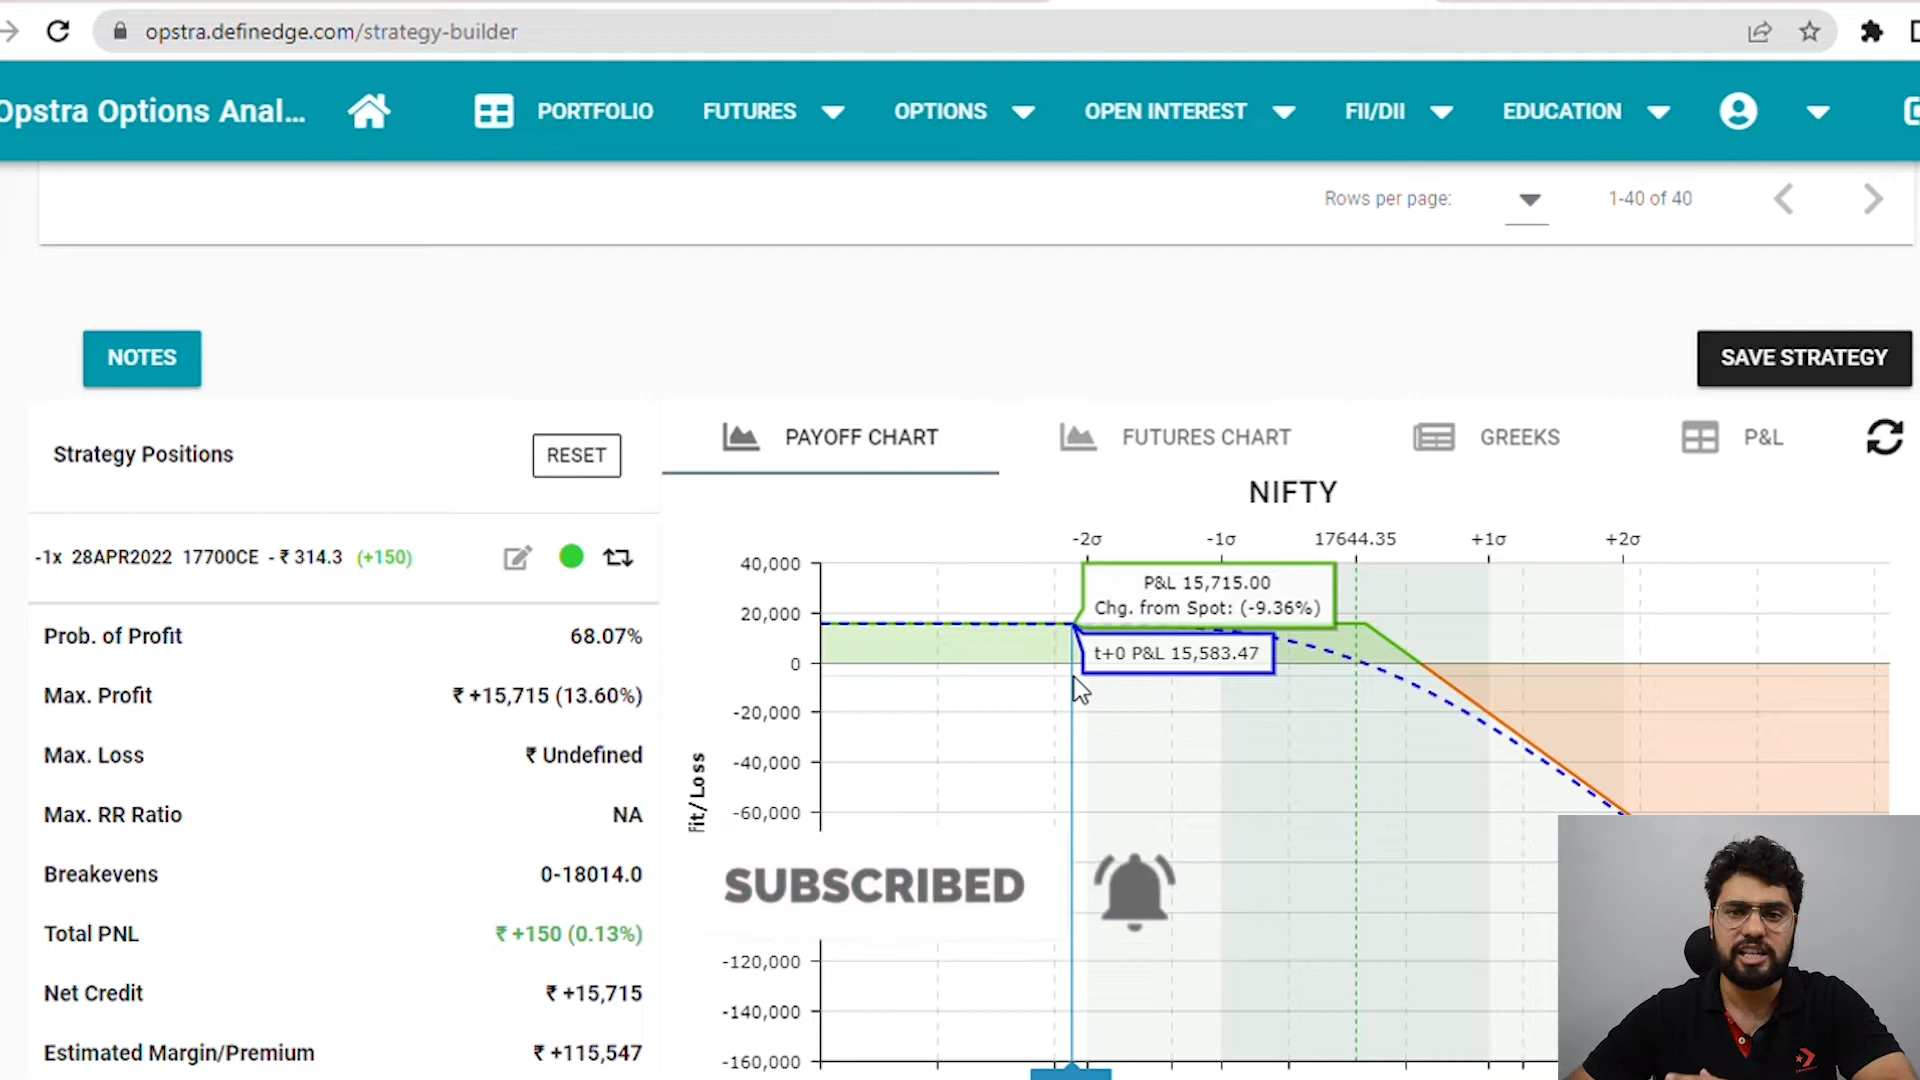 opstra.definedge.com/strategy-builder
Opstra Options Anal...
PORTFOLIO
FUTURES
OPTIONS
OPEN INTEREST
FII/DII
EDUCATION
Rows per page:
1-40 of 40
NOTES
SAVE STRATEGY
Strategy Positions
RESET
-1x 28APR2022 17700CE - ₹ 314.3 (+150)
Prob. of Profit 68.07%
Max. Profit ₹ +15,715 (13.60%)
Max. Loss ₹ Undefined
Max. RR Ratio NA
Breakevens 0-18014.0
Total PNL ₹ +150 (0.13%)
Net Credit ₹ +15,715
Estimated Margin/Premium ₹ +115,547
PAYOFF CHART
FUTURES CHART
GREEKS
P&L
NIFTY
-2σ -1σ 17644.35 +1σ +2σ
40,000
20,000
0
-20,000
-40,000
-60,000
-120,000
-140,000
-160,000
fit/Loss
P&L 15,715.00
Chg. from Spot: (-9.36%)
t+0 P&L 15,583.47
SUBSCRIBED